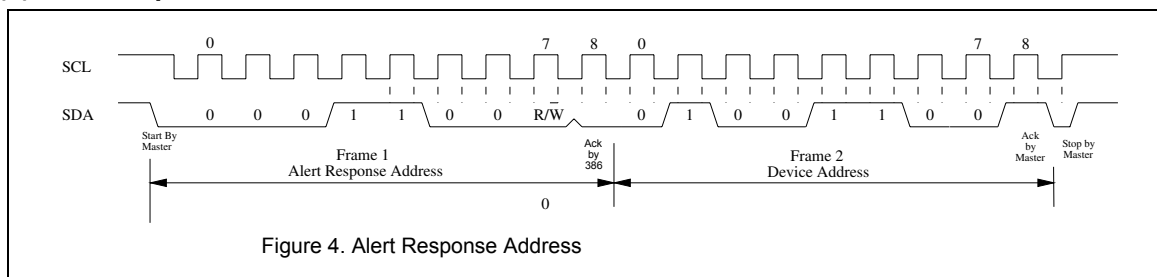 0 7 8 0 7 8
SCL
SDA 0 0 0 1 1 0 0 R/W 0 1 0 0 1 1 0 0
Start By
Master
Ack
by
386
Ack
by
Master
Stop by
Master
Frame 1
Alert Response Address
Frame 2
Device Address
0
Figure 4. Alert Response Address